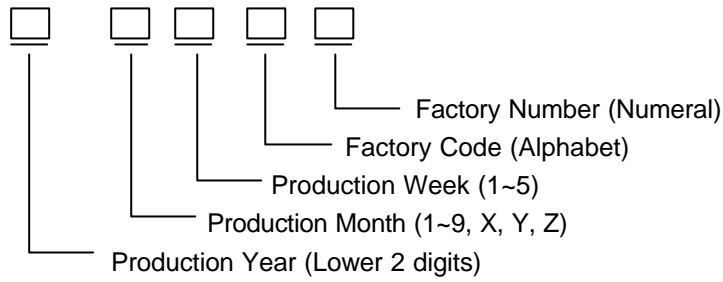 Factory Number (Numeral)
Factory Code (Alphabet)
Production Week (1~5)
Production Month (1~9, X, Y, Z)
Production Year (Lower 2 digits)